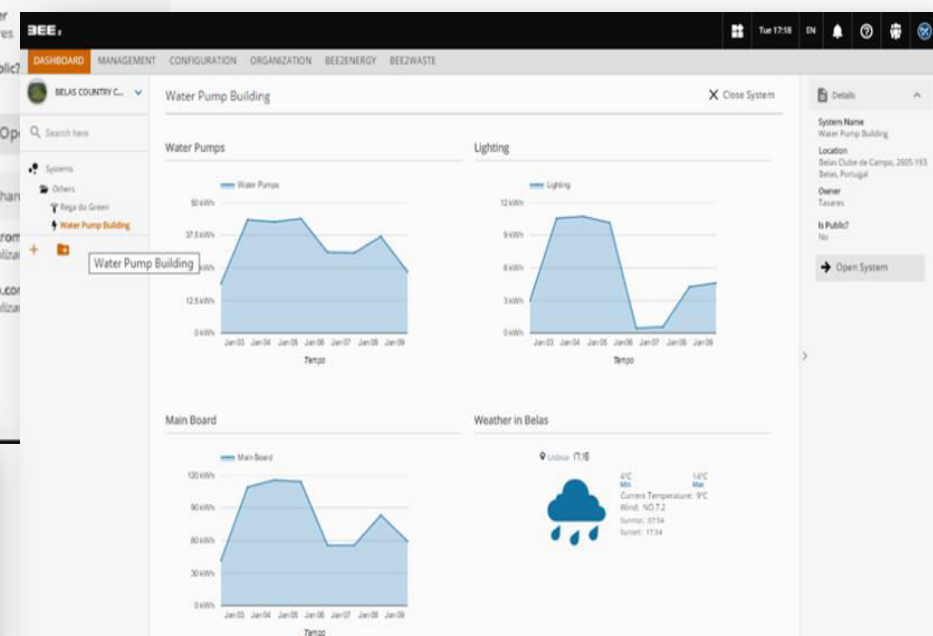 BEE2
Tue 17:18 EN
DASHBOARD MANAGEMENT CONFIGURATION ORGANIZATION BEE2ENERGY BEE2WASTE
BELAS COUNTRY C...
Search here
Systems
Others
Rega do Green
Water Pump Building
Water Pump Building
Water Pump Building
Close System
Water Pumps
Water Pumps
50 kWh
37.5 kWh
kWh
12.5 kWh
0 kWh
Jan 03 Jan 04 Jan 05 Jan 06 Jan 07 Jan 08 Jan 09
Tempo
Lighting
Lighting
12 kWh
9 kWh
6 kWh
3 kWh
0 kWh
Jan 03 Jan 04 Jan 05 Jan 06 Jan 07 Jan 08 Jan 09
Tempo
Main Board
Main Board
120 kWh
90 kWh
60 kWh
30 kWh
0 kWh
Jan 03 Jan 04 Jan 05 Jan 06 Jan 07 Jan 08 Jan 09
Tempo
Weather in Belas
Lisboa 17:18
4°C 14°C
Min Max
Current Temperature: 9°C
Wind: NO 7.2
Sunrise: 07:54
Sunset: 17:34
Details
System Name
Water Pump Building
Location
Belas Clube de Campo, 2605-193
Belas, Portugal
Owner
Tavares
Is Public?
No
Open System